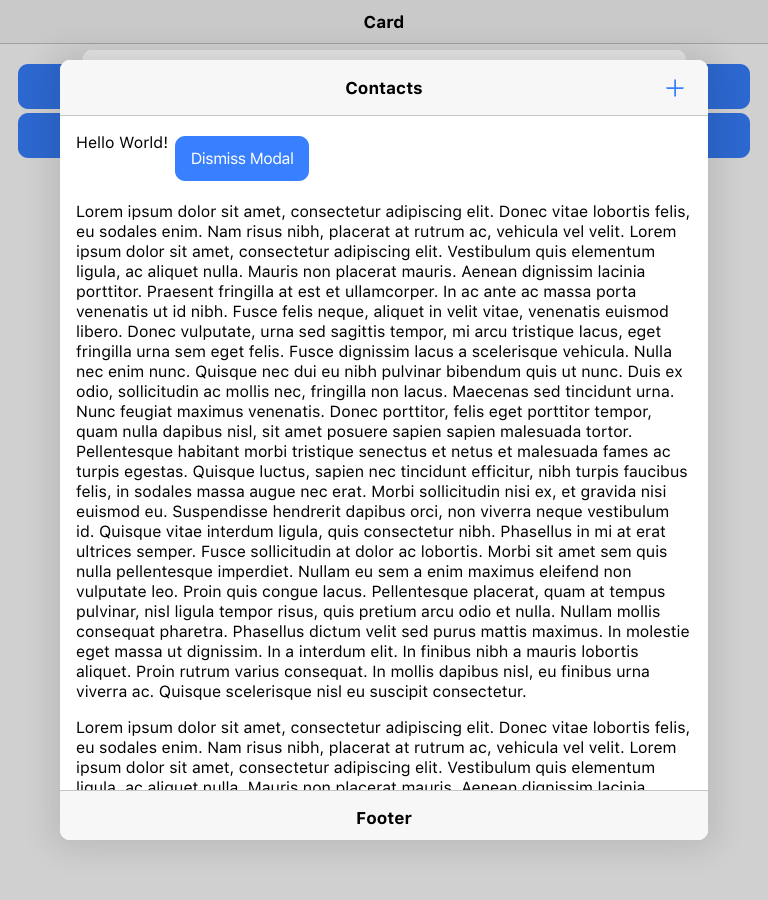 Card
Contacts
Hello World!
Dismiss Modal
Lorem ipsum dolor sit amet, consectetur adipiscing elit. Donec vitae lobortis felis,
eu sodales enim. Nam risus nibh, placerat at rutrum ac, vehicula vel velit. Lorem
ipsum dolor sit amet, consectetur adipiscing elit. Vestibulum quis elementum
ligula, ac aliquet nulla. Mauris non placerat mauris. Aenean dignissim lacinia
porttitor. Praesent fringilla at est et ullamcorper. In ac ante ac massa porta
venenatis ut id nibh. Fusce felis neque, aliquet in velit vitae, venenatis euismod
libero. Donec vulputate, urna sed sagittis tempor, mi arcu tristique lacus, eget
fringilla urna sem eget felis. Fusce dignissim lacus a scelerisque vehicula. Nulla
nec enim nunc. Quisque nec dui eu nibh pulvinar bibendum quis ut nunc. Duis ex
odio, sollicitudin ac mollis nec, fringilla non lacus. Maecenas sed tincidunt urna.
Nunc feugiat maximus venenatis. Donec porttitor, felis eget porttitor tempor,
quam nulla dapibus nisl, sit amet posuere sapien sapien malesuada tortor.
Pellentesque habitant morbi tristique senectus et netus et malesuada fames ac
turpis egestas. Quisque luctus, sapien nec tincidunt efficitur, nibh turpis faucibus
felis, in sodales massa augue nec erat. Morbi sollicitudin nisi ex, et gravida nisi
euismod eu. Suspendisse hendrerit dapibus orci, non viverra neque vestibulum
id. Quisque vitae interdum ligula, quis consectetur nibh. Phasellus in mi at erat
ultrices semper. Fusce sollicitudin at dolor ac lobortis. Morbi sit amet sem quis
nulla pellentesque imperdiet. Nullam eu sem a enim maximus eleifend non
vulputate leo. Proin quis congue lacus. Pellentesque placerat, quam at tempus
pulvinar, nisl ligula tempor risus, quis pretium arcu odio et nulla. Nullam mollis
consequat pharetra. Phasellus dictum velit sed purus mattis maximus. In molestie
eget massa ut dignissim. In a interdum elit. In finibus nibh a mauris lobortis
aliquet. Proin rutrum varius consequat. In mollis dapibus nisl, eu finibus urna
viverra ac. Quisque scelerisque nisl eu suscipit consectetur.
Lorem ipsum dolor sit amet, consectetur adipiscing elit. Donec vitae lobortis felis,
eu sodales enim. Nam risus nibh, placerat at rutrum ac, vehicula vel velit. Lorem
ipsum dolor sit amet, consectetur adipiscing elit. Vestibulum quis elementum
ligula, ac aliquet nulla. Mauris non placerat mauris. Aenean dignissim lacinia
Footer